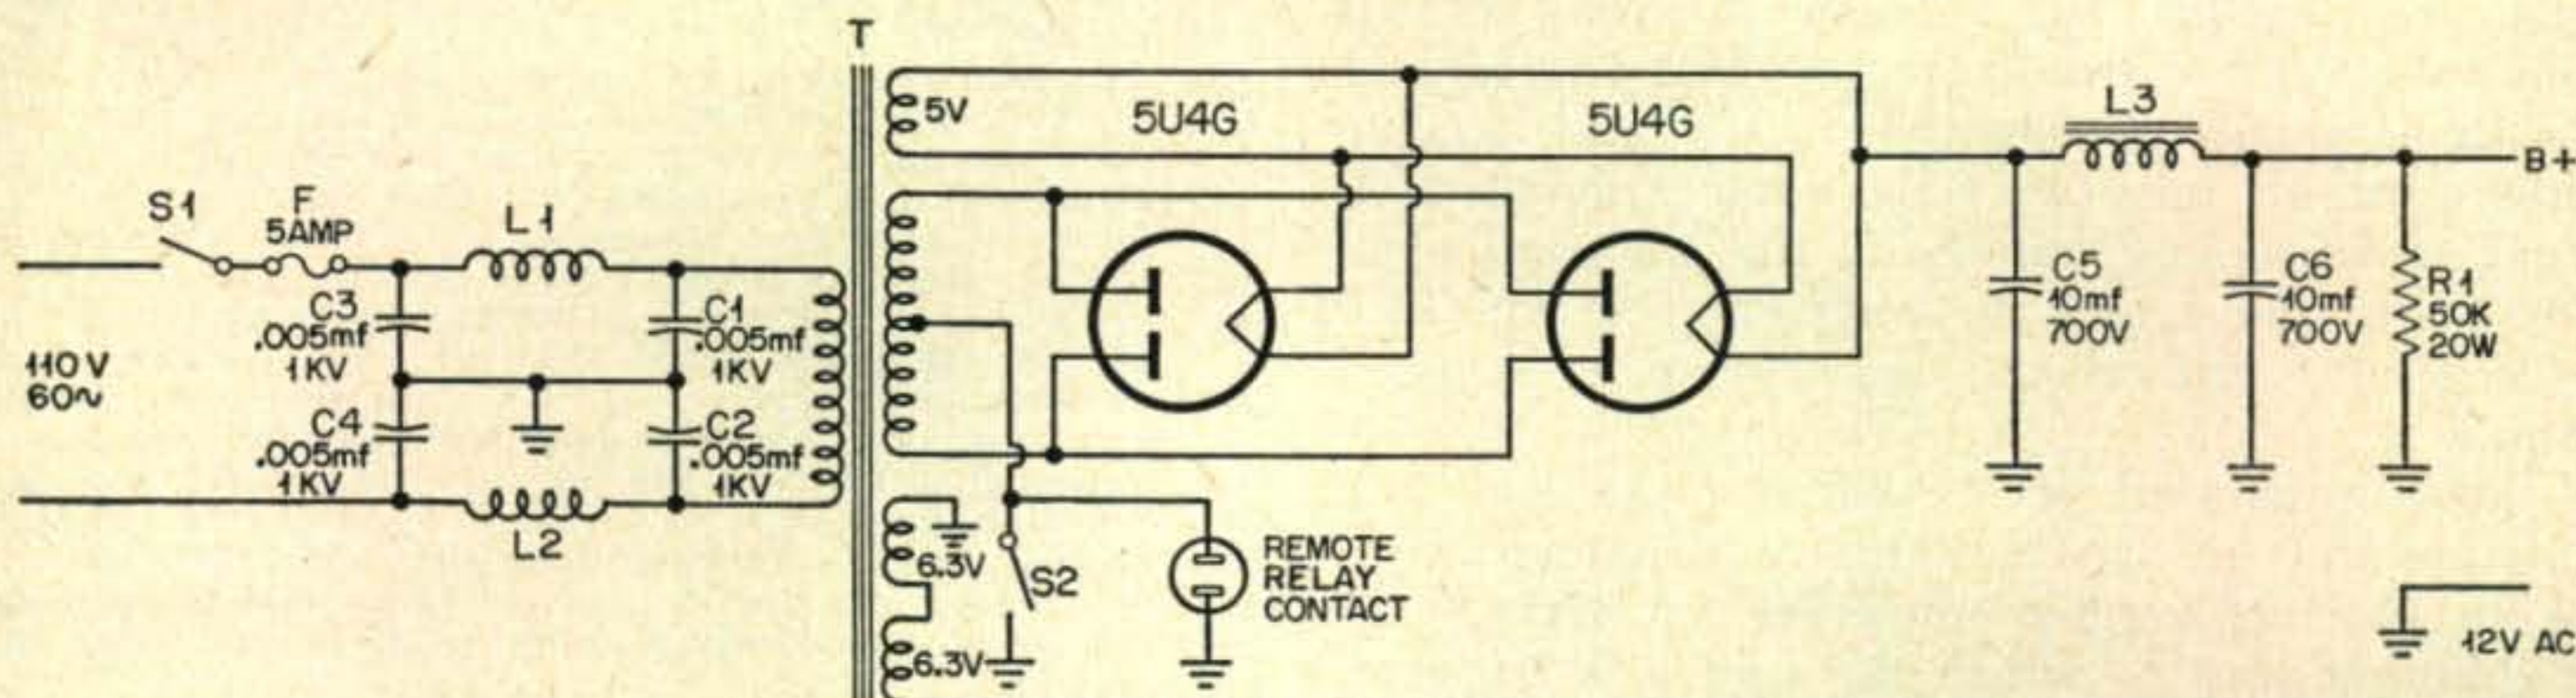 T
5V
5U4G
5U4G
L3
B+
S1
F
5AMP
L1
C3
.005mf
1KV
C1
.005mf
1KV
110V
60~
C4
.005mf
1KV
C2
.005mf
1KV
L2
C5
10mf
700V
C6
10mf
700V
R1
50K
20W
6.3V
S2
REMOTE
RELAY
CONTACT
6.3V
12V AC